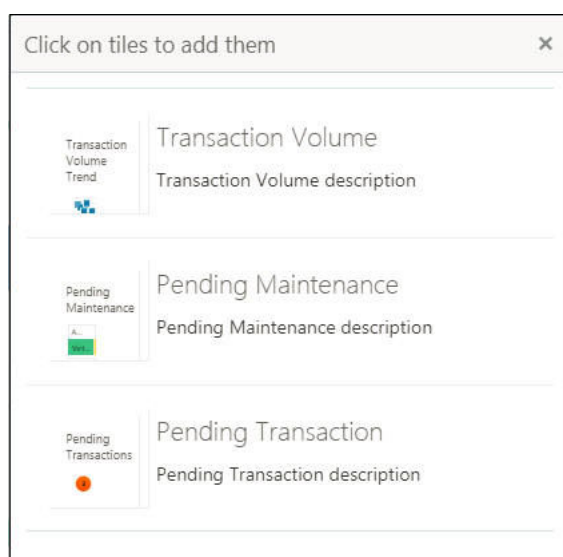 Click on tiles to add them
×
Transaction
Volume
Trend
Transaction Volume
Transaction Volume description
Pending
Maintenance
A...
Pending Maintenance
Pending Maintenance description
Pending
Transactions
Pending Transaction
Pending Transaction description